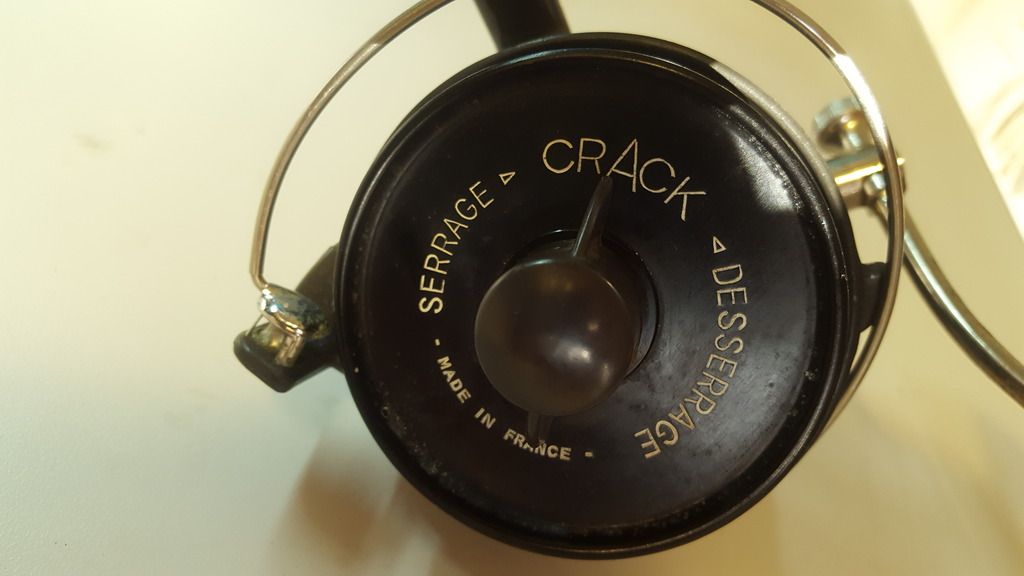 CRACK
SERRAGE
DESSERRAGE
- MADE IN FRANCE -